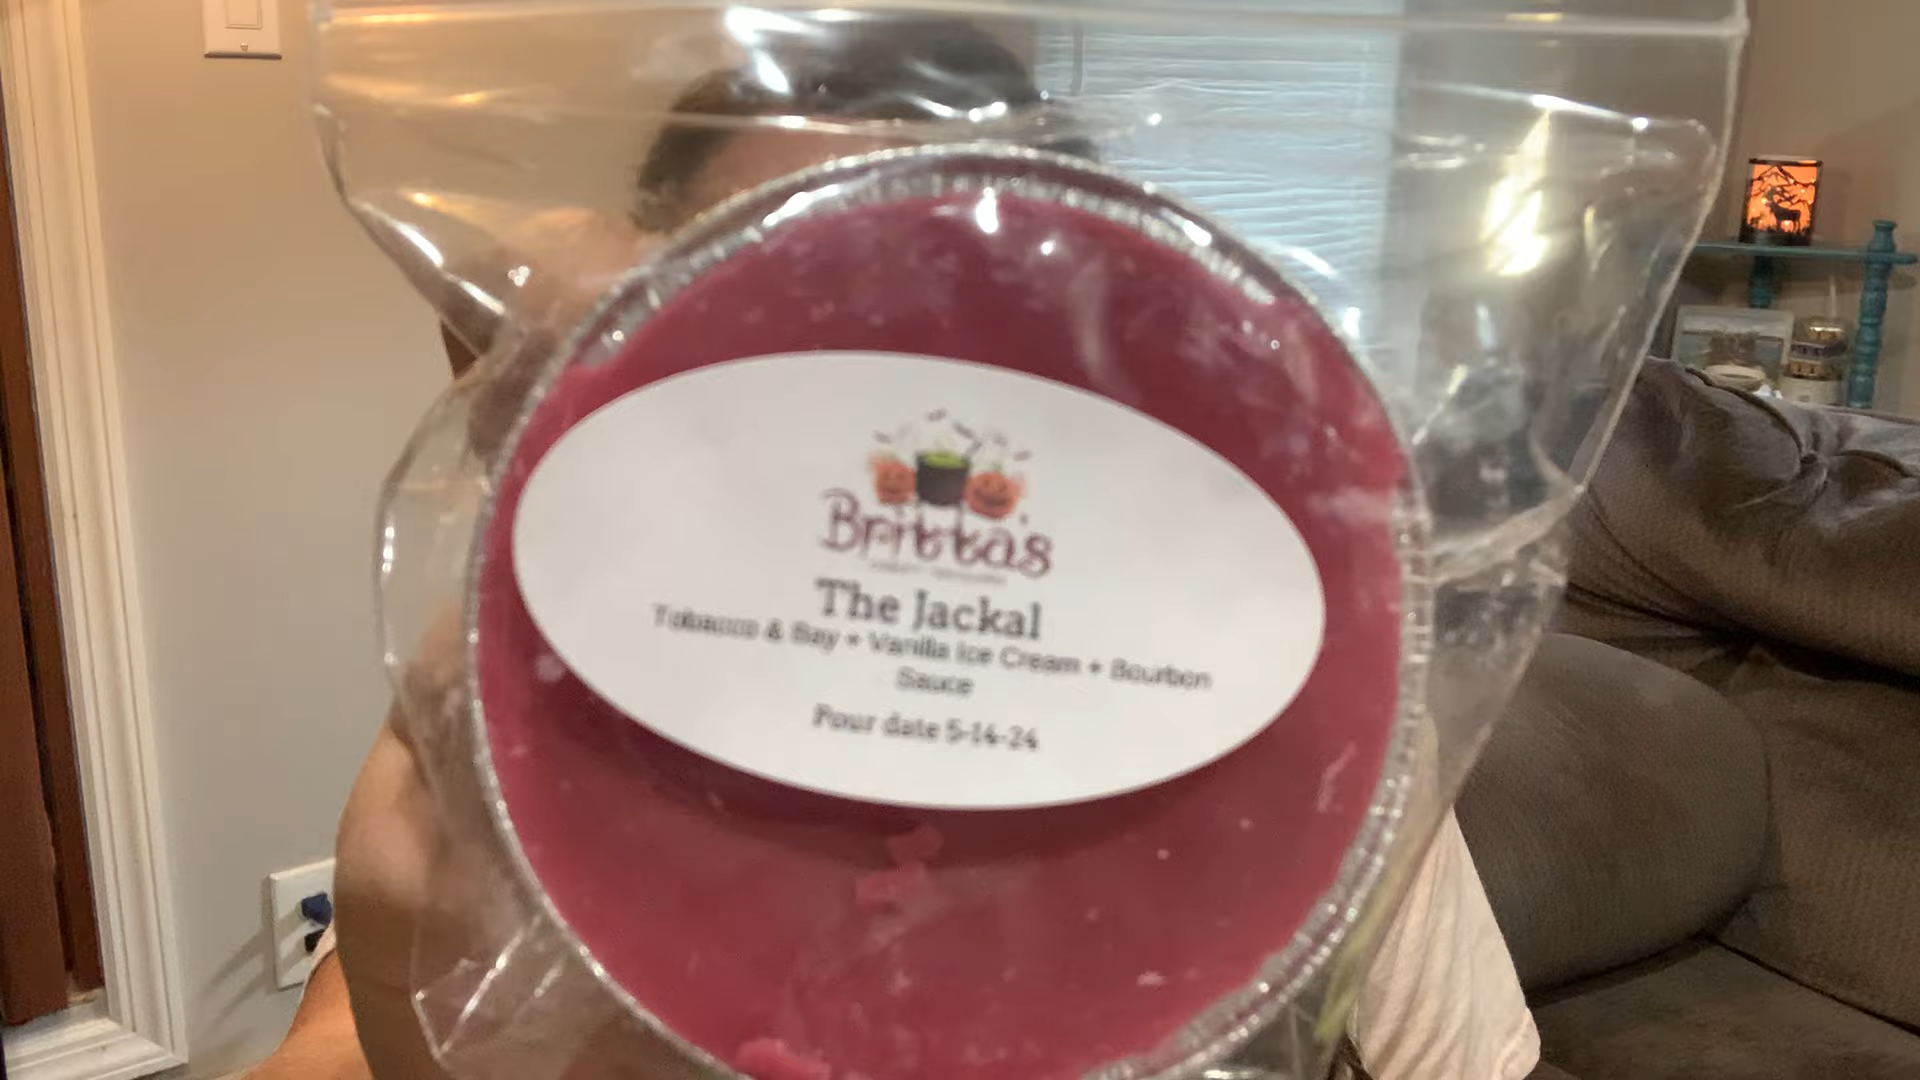 Britta's
The Jackal
Tobacco & Bay + Vanilla Ice Cream + Bourbon
Sauce
Pour date 5-14-24